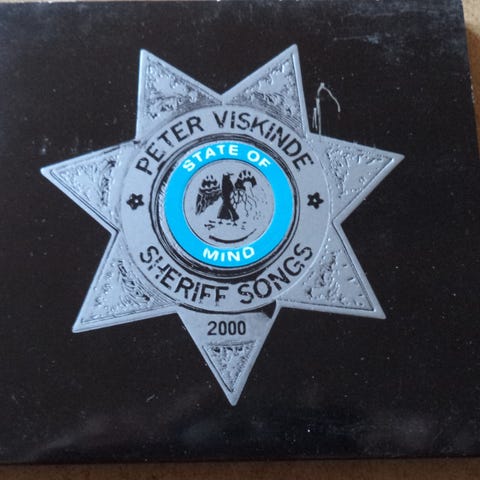 PETER VISKINDE
STATE OF
MIND
SHERIFF SONGS
2000